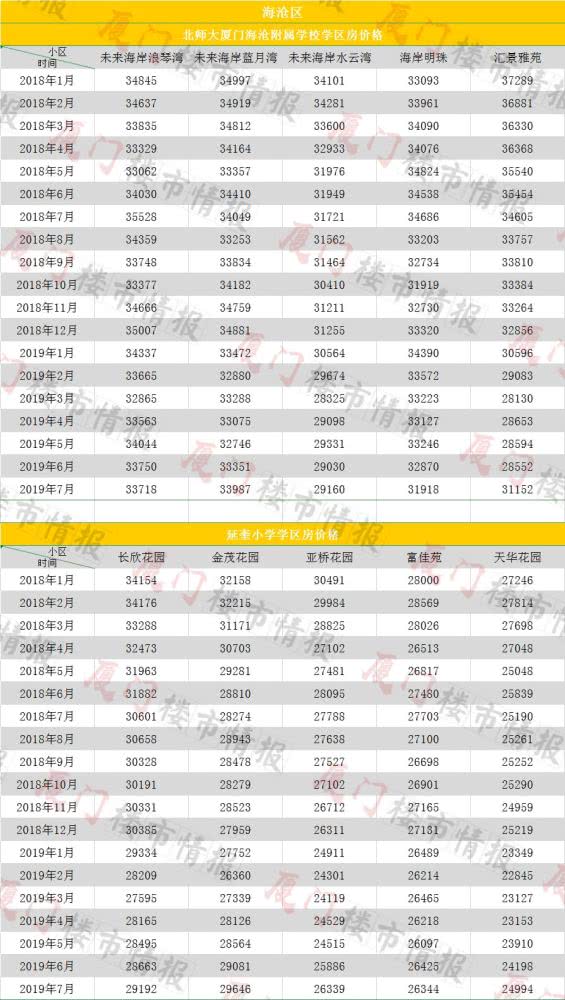 海沧区
北师大厦门海沧附属学校学区房价格
小区
时间 未来海岸浪琴湾 未来海岸蓝月湾 未来海岸水云湾 海岸明珠 汇景雅苑
2018年1月 34845 34997 34101 33093 37289
2018年2月 34637 34919 34281 33961 36881
2018年3月 33835 34812 33600 34090 36330
2018年4月 33329 34164 32933 34076 36368
2018年5月 33062 33357 31976 34824 35540
2018年6月 34030 34410 31949 34538 35454
2018年7月 35528 34049 31721 34686 34605
2018年8月 34359 33253 31562 33203 33757
2018年9月 33748 33834 31464 32734 33810
2018年10月 33377 34182 30410 31919 33384
2018年11月 34666 34759 31211 32730 33264
2018年12月 35007 34881 31255 33320 32856
2019年1月 34337 33472 30564 34390 30596
2019年2月 33665 32880 29674 33572 29083
2019年3月 32865 33288 28325 33223 28130
2019年4月 33563 33075 29098 33127 28653
2019年5月 34044 32746 29331 33246 28594
2019年6月 33750 33351 29030 32870 28552
2019年7月 33718 33987 29160 31918 31152
延奎小学学区房价格
小区
时间 长欣花园 金茂花园 亚桥花园 富佳苑 天华花园
2018年1月 34154 32158 30491 28000 27246
2018年2月 34176 32215 29984 28569 27814
2018年3月 33288 31171 28825 28026 27698
2018年4月 32473 30703 27102 26513 27048
2018年5月 31963 29281 27481 26817 25048
2018年6月 31882 28810 28095 27480 25839
2018年7月 30601 28274 27788 27703 25190
2018年8月 30658 28943 27638 27100 25261
2018年9月 30328 28478 27527 26698 25252
2018年10月 30191 28279 27102 26901 25290
2018年11月 30331 28523 26712 27165 24959
2018年12月 30385 27959 26311 27131 25219
2019年1月 29334 27752 24911 26489 23349
2019年2月 28209 26360 24301 26214 22845
2019年3月 27595 27339 24119 26465 23127
2019年4月 28165 28126 24529 26218 23153
2019年5月 28495 28564 24515 26097 23910
2019年6月 28663 29081 25886 26425 24198
2019年7月 29192 29646 26339 26344 24994
厦门楼市情报